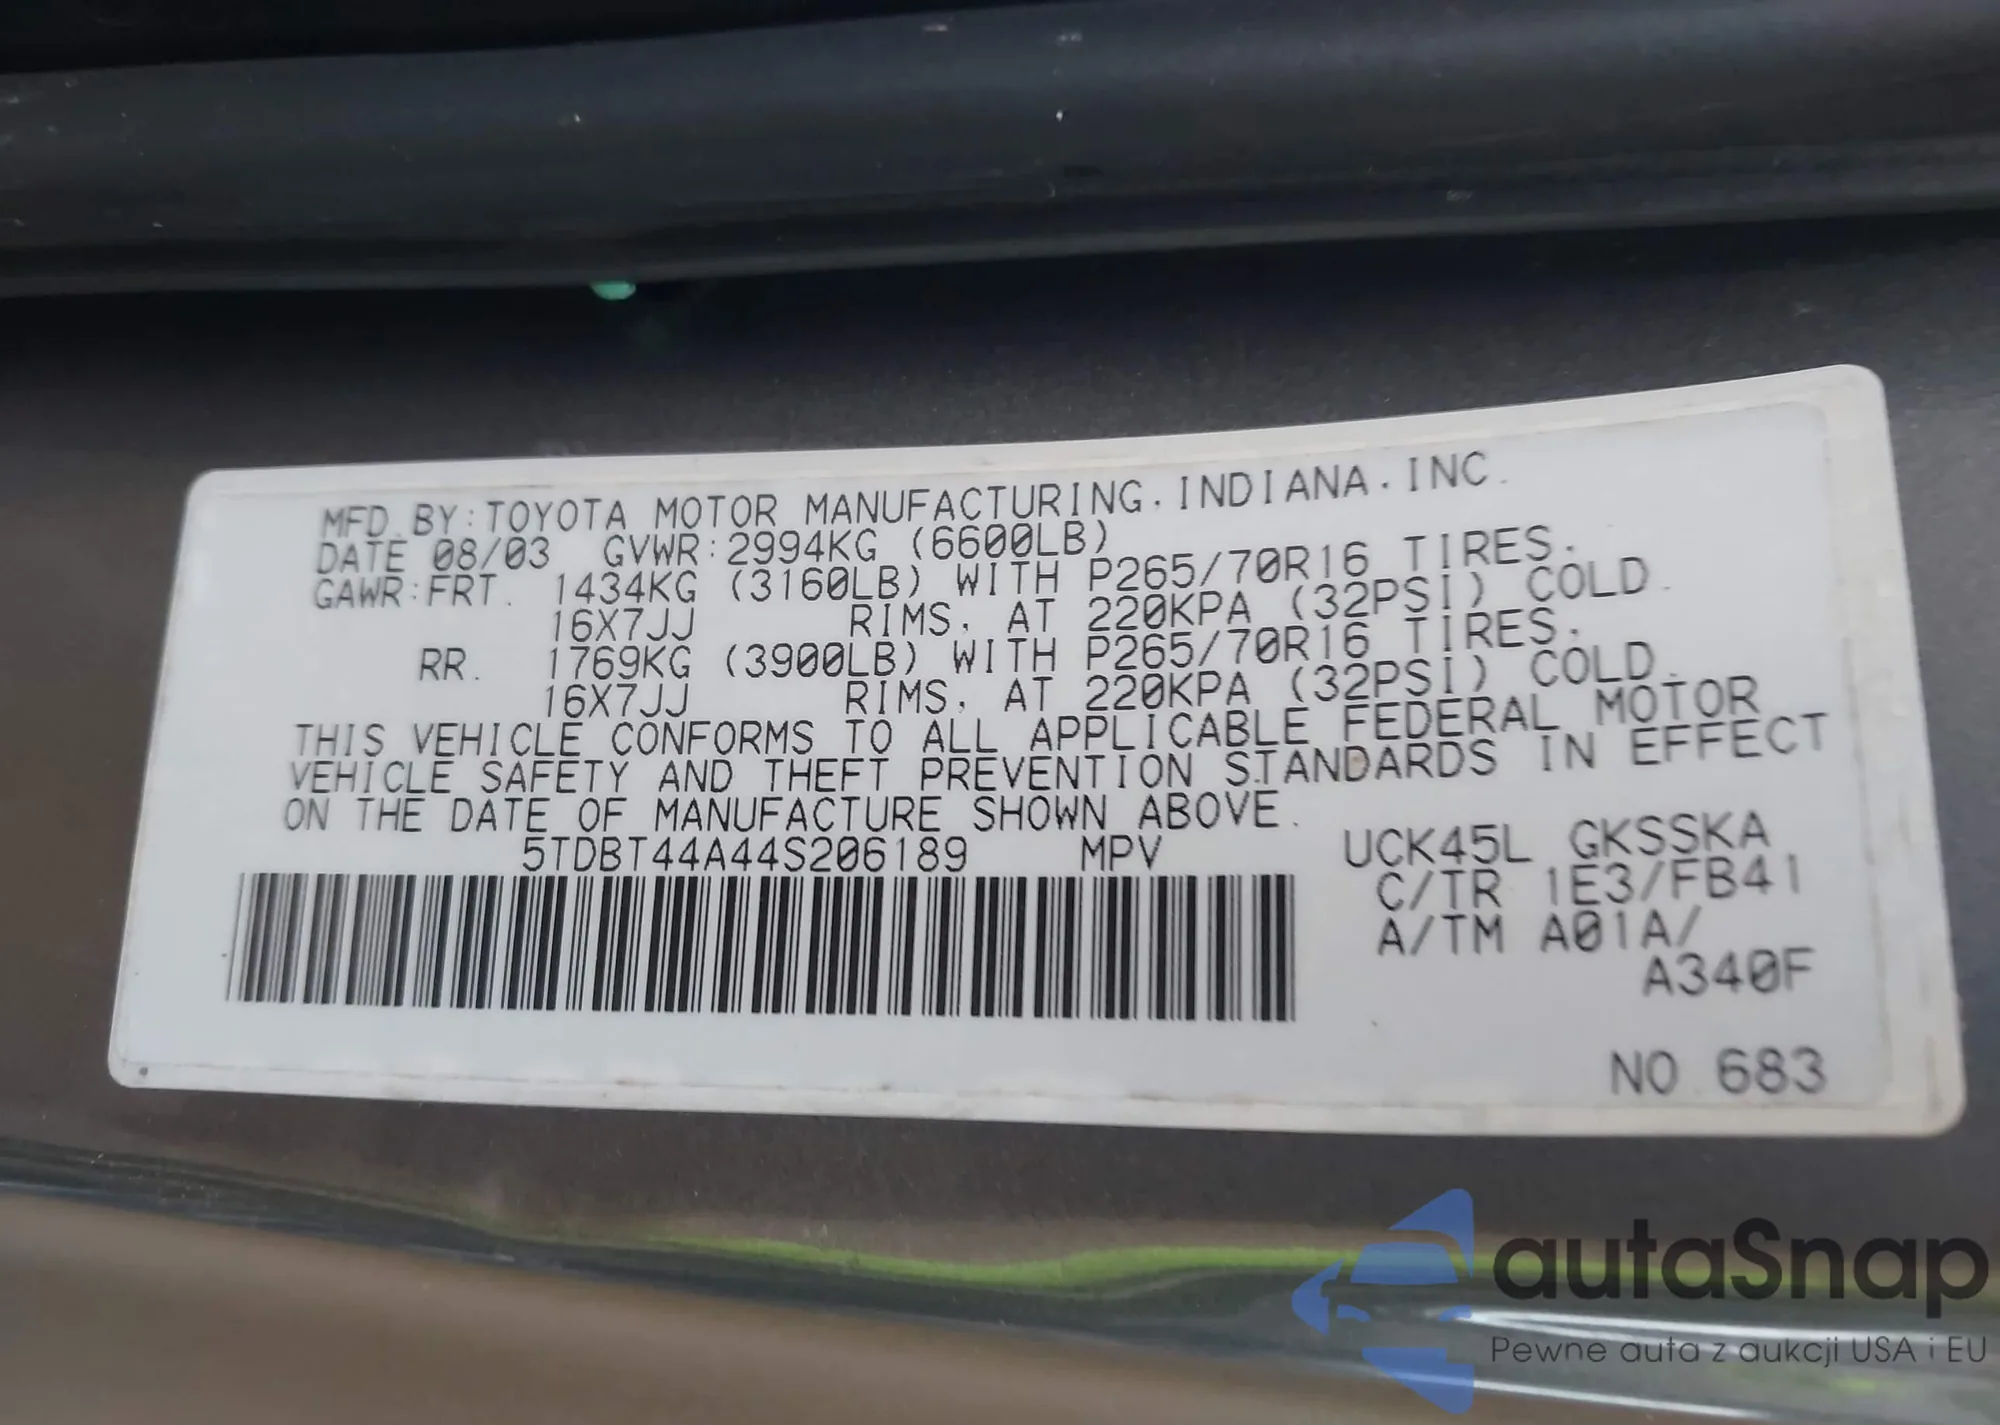 MFD.BY:TOYOTA MOTOR MANUFACTURING.INDIANA.INC.
DATE 08/03 GVWR:2994KG (6600LB)
GAWR:FRT. 1434KG (3160LB) WITH P265/70R16 TIRES.
16X7JJ RIMS, AT 220KPA (32PSI) COLD.
RR. 1769KG (3900LB) WITH P265/70R16 TIRES.
16X7JJ RIMS, AT 220KPA (32PSI) COLD.
THIS VEHICLE CONFORMS TO ALL APPLICABLE FEDERAL MOTOR
VEHICLE SAFETY AND THEFT PREVENTION STANDARDS IN EFFECT
ON THE DATE OF MANUFACTURE SHOWN ABOVE.
5TDBT44A44S206189 MPV UCK45L GKSSKA
C/TR 1E3/FB41
A/TM A01A/
A340F
NO.683
autaSnap
Pewne auta z aukcji USA i EU